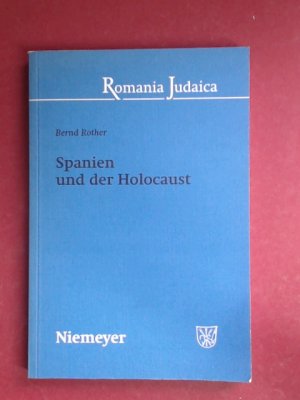 Romania Judaica
Bernd Rother
Spanien
und der Holocaust
Niemeyer